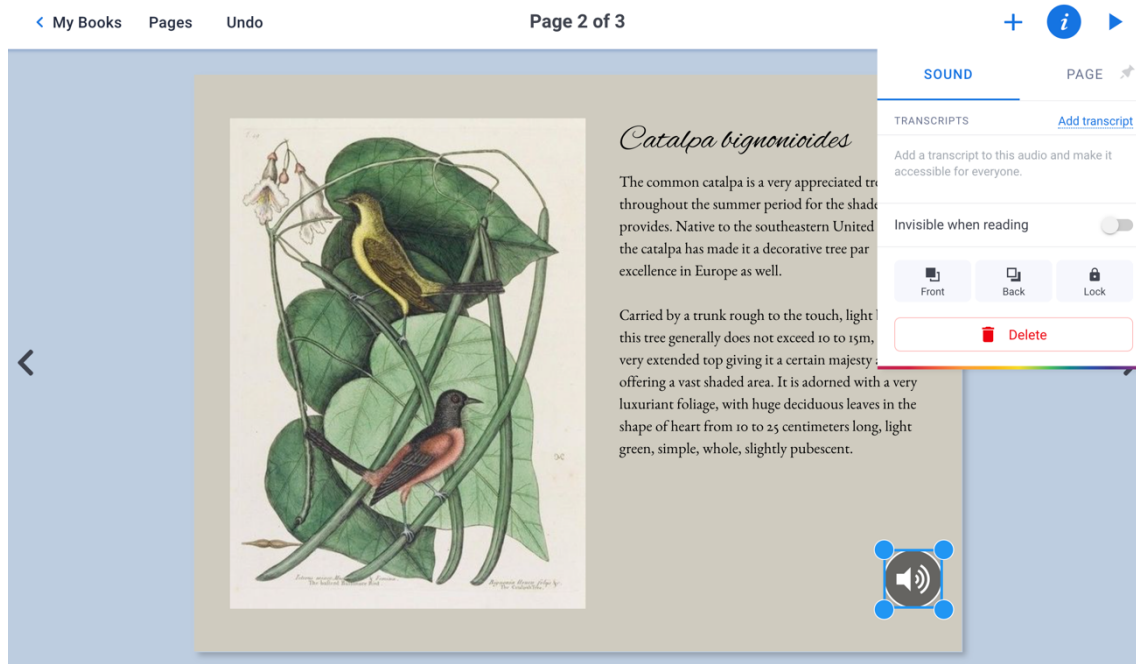 My Books
Pages
Undo
Page 2 of 3
SOUND
PAGE
TRANSCRIPTS
Add transcript
Add a transcript to this audio and make it
accessible for everyone.
Invisible when reading
Front
Back
Lock
Delete
Catalpa bignonioides
The common catalpa is a very appreciated
throughout the summer period for the shade
provides. Native to the southeastern United
the catalpa has made it a decorative tree par
excellence in Europe as well.
Carried by a trunk rough to the touch, light
this tree generally does not exceed 10 to 15m,
very extended top giving it a certain majesty
offering a vast shaded area. It is adorned with a very
luxuriant foliage, with huge deciduous leaves in the
shape of heart from 10 to 25 centimeters long, light
green, simple, whole, slightly pubescent.